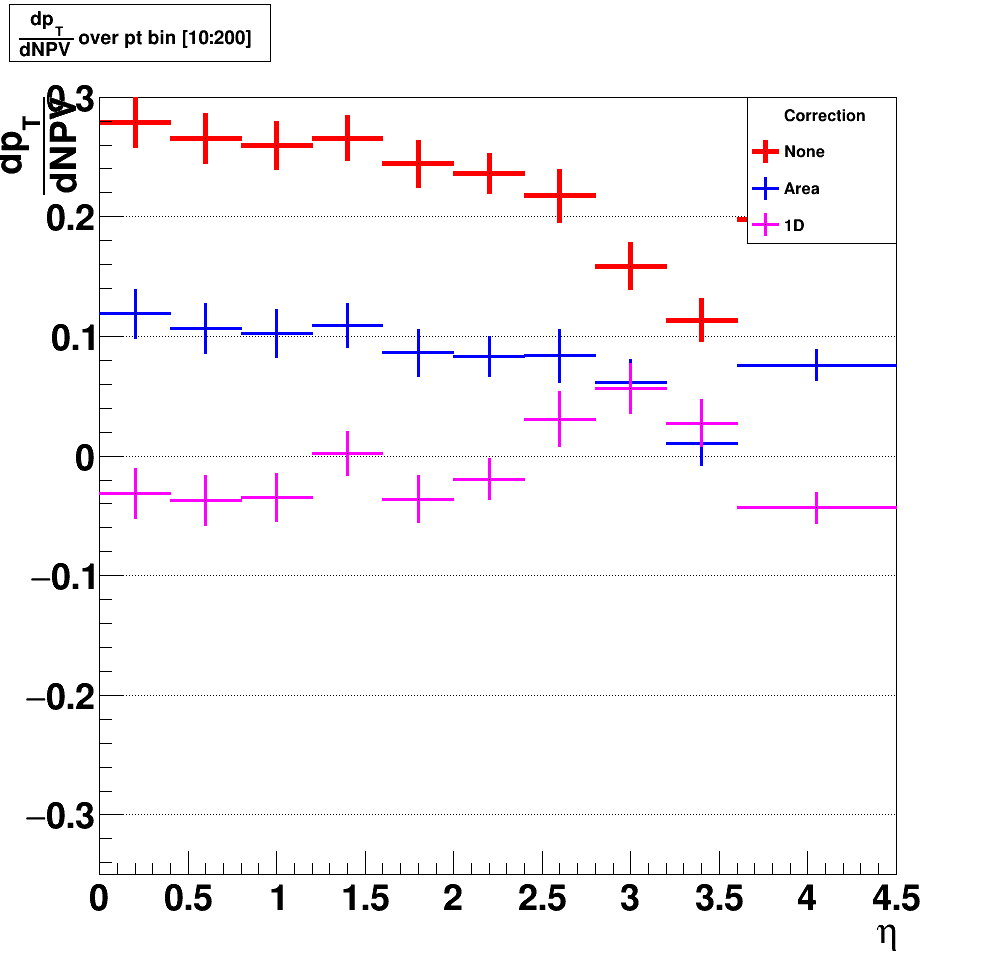 dp_T
dNPV over pt bin [10:200]
0.3
dp_T
dNPV
Correction
None
Area
1D
0.2
0.1
0
−0.1
−0.2
−0.3
0 0.5 1 1.5 2 2.5 3 3.5 4 4.5
η